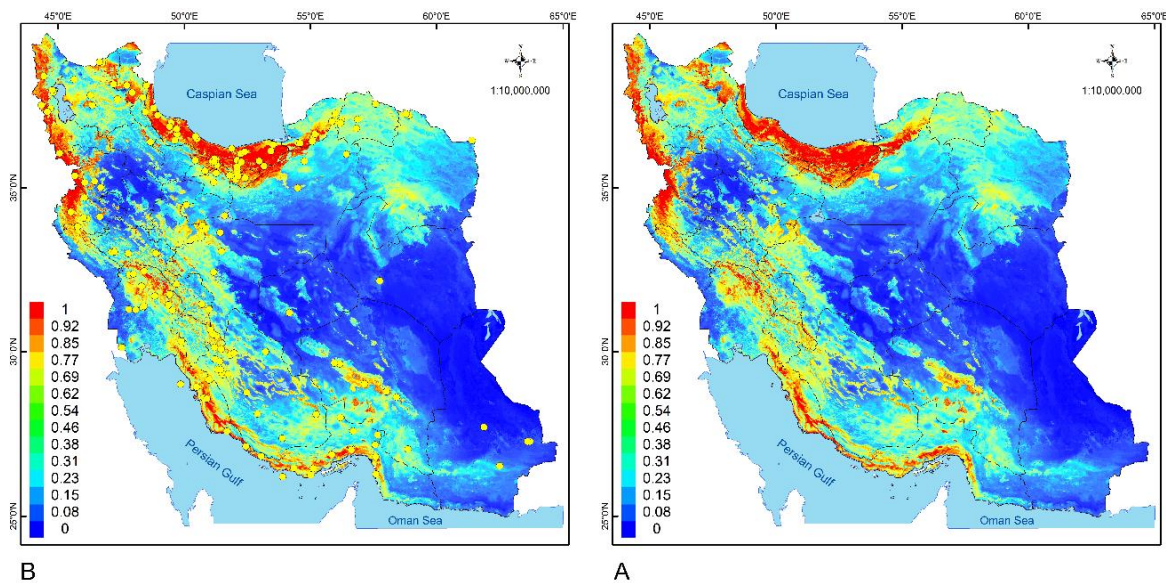 45°0'E 50°0'E 55°0'E 60°0'E 65°0'E
Caspian Sea
N
W E
S
1:10,000,000
35°0'N
30°0'N
25°0'N
1
0.92
0.85
0.77
0.69
0.62
0.54
0.46
0.38
0.31
0.23
0.15
0.08
0
Persian Gulf
Oman Sea
B
45°0'E 50°0'E 55°0'E 60°0'E 65°0'E
Caspian Sea
N
W E
S
1:10,000,000
35°0'N
30°0'N
25°0'N
1
0.92
0.85
0.77
0.69
0.62
0.54
0.46
0.38
0.31
0.23
0.15
0.08
0
Persian Gulf
Oman Sea
A